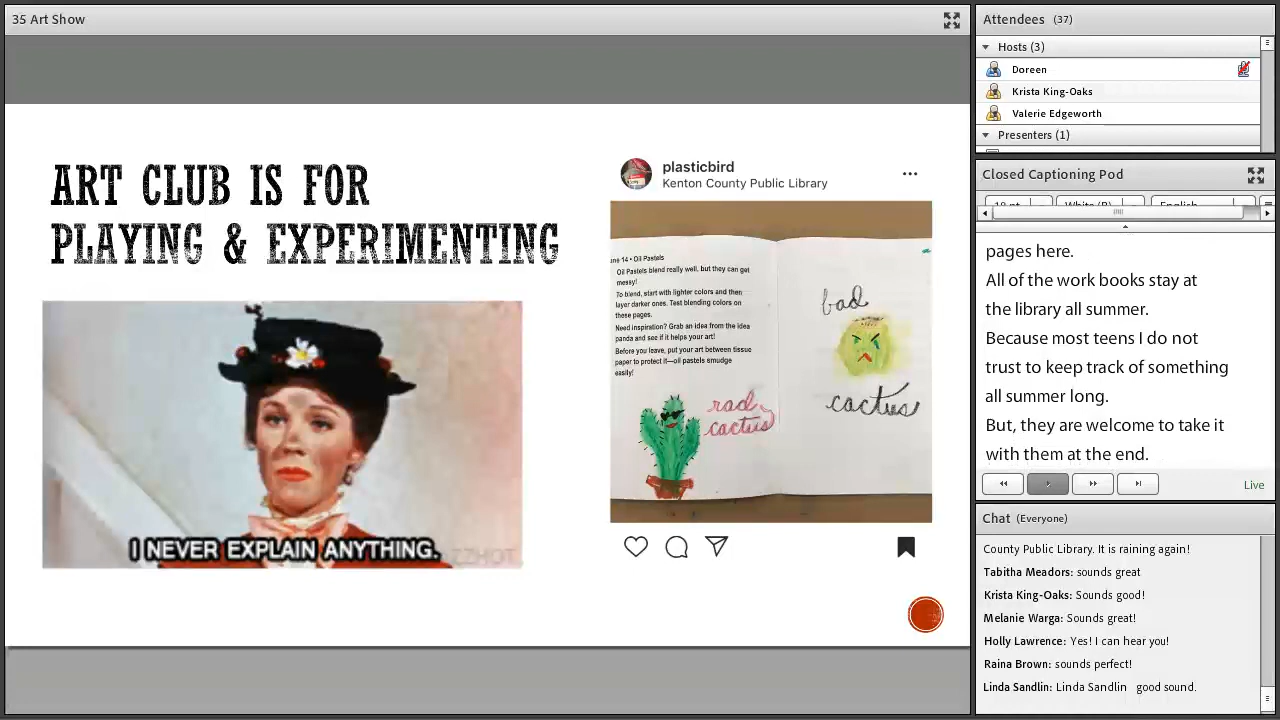 35 Art Show
ART CLUB IS FOR
PLAYING & EXPERIMENTING
I NEVER EXPLAIN ANYTHING.
plasticbird
Kenton County Public Library
une 14 • Oil Pastels
Oil Pastels blend really well, but they can get
messy!
To blend, start with lighter colors and then
layer darker ones. Test blending colors on
these pages.
Need inspiration? Grab an idea from the idea
panda and see if it helps your art!
Before you leave, put your art between tissue
paper to protect it—oil pastels smudge
easily!
rad
cactus
bad
cactus
Attendees (37)
Hosts (3)
Doreen
Krista King-Oaks
Valerie Edgeworth
Presenters (1)
Closed Captioning Pod
English
pages here.
All of the work books stay at
the library all summer.
Because most teens I do not
trust to keep track of something
all summer long.
But, they are welcome to take it
with them at the end.
Live
Chat (Everyone)
County Public Library. It is raining again!
Tabitha Meadors: sounds great
Krista King-Oaks: Sounds good!
Melanie Warga: Sounds great!
Holly Lawrence: Yes! I can hear you!
Raina Brown: sounds perfect!
Linda Sandlin: Linda Sandlin good sound.